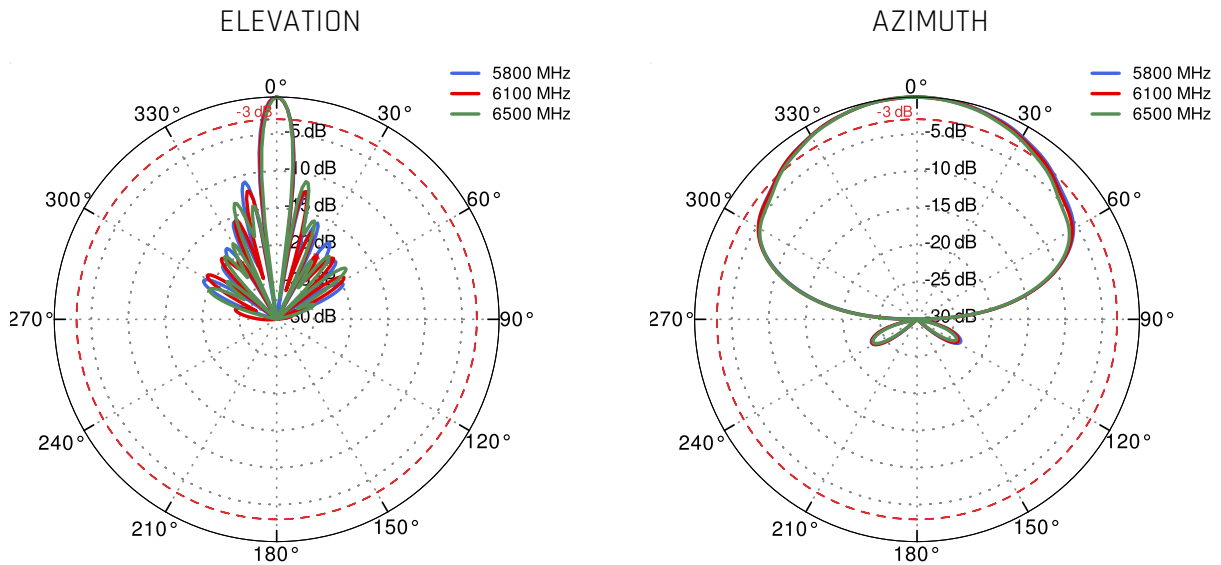 ELEVATION
5800 MHz
6100 MHz
6500 MHz
0°
30°
60°
90°
120°
150°
180°
210°
240°
270°
300°
330°
-3 dB
-5 dB
-10 dB
-15 dB
-20 dB
-30 dB
AZIMUTH
5800 MHz
6100 MHz
6500 MHz
0°
30°
60°
90°
120°
150°
180°
210°
240°
270°
300°
330°
-3 dB
-5 dB
-10 dB
-15 dB
-20 dB
-25 dB
-30 dB